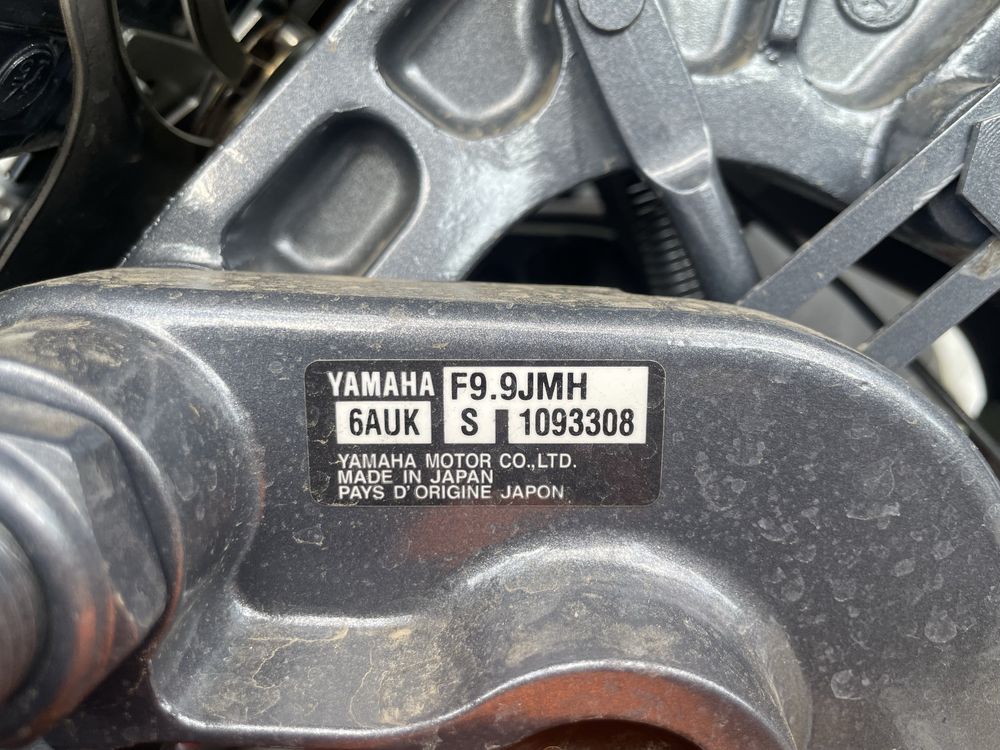 YAMAHA F9.9JMH
6AUK S 1093308
YAMAHA MOTOR CO.,LTD.
MADE IN JAPAN
PAYS D'ORIGINE JAPON